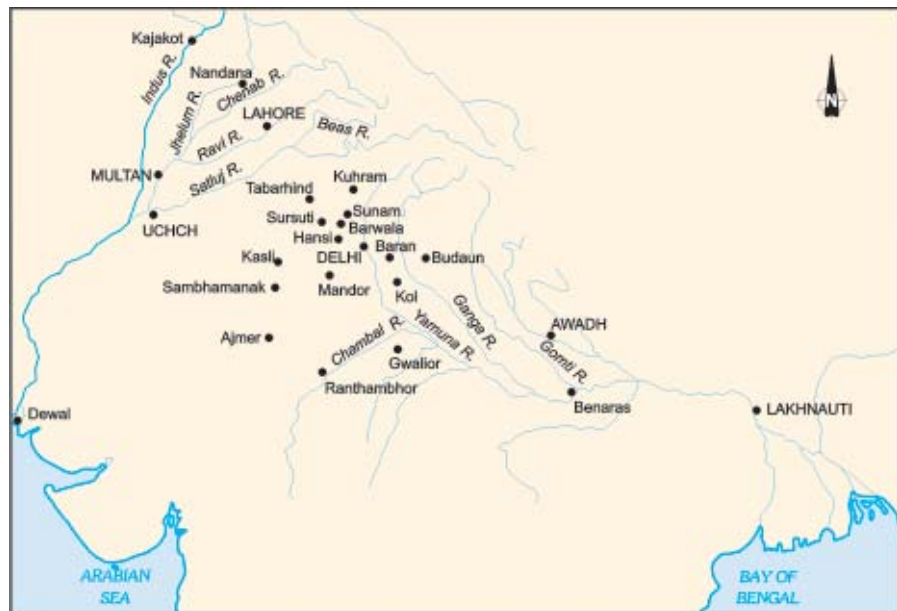 Kajakot
Indus R.
Nandana
Chenab R.
Jhelum R.
LAHORE
Ravi R.
Beas R.
N
MULTAN
Satluj R.
Kuhram
Tabarhind
UCHCH
Sursuti
Sunam
Barwala
Hansi
DELHI
Baran
Budaun
Kasli
Mandor
Kol
Sambhamanak
Ganga R.
Yamuna R.
AWADH
Gomti R.
Ajmer
Chambal R.
Gwalior
Ranthambhor
Benaras
LAKHNAUTI
Dewal
ARABIAN
SEA
BAY OF
BENGAL